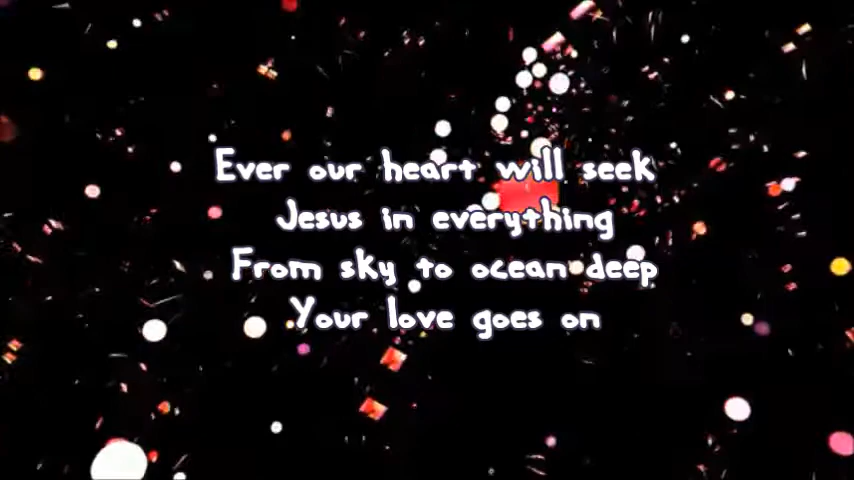 Ever our heart will seek
Jesus in everything
From sky to ocean deep
Your love goes on